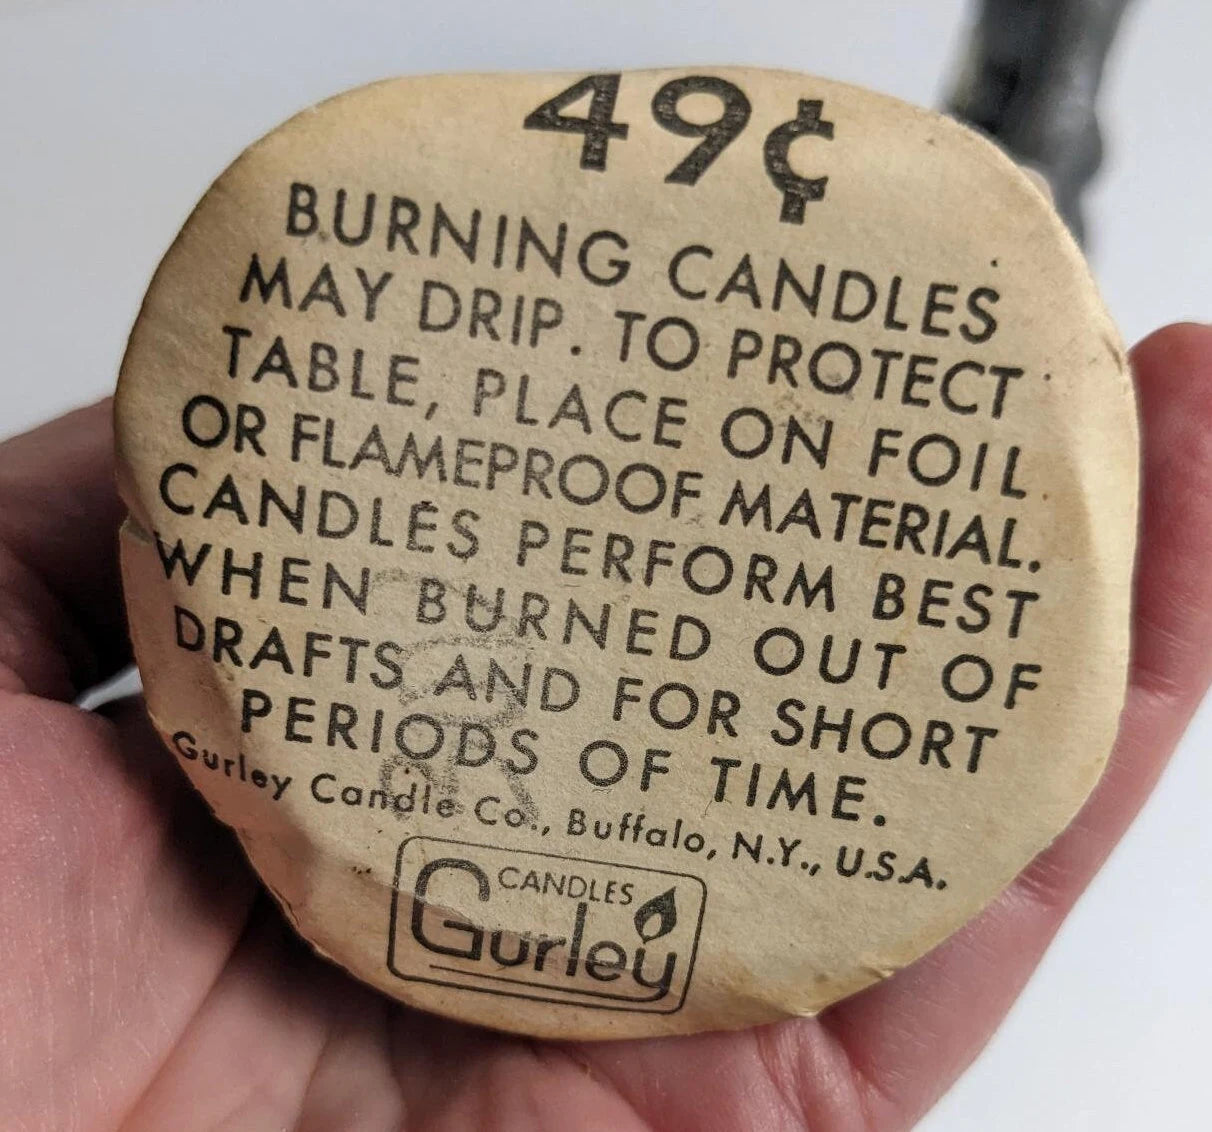 49¢
BURNING CANDLES
MAY DRIP. TO PROTECT
TABLE, PLACE ON FOIL
OR FLAMEPROOF MATERIAL.
CANDLES PERFORM BEST
WHEN BURNED OUT OF
DRAFTS AND FOR SHORT
PERIODS OF TIME.
Gurley Candle Co., Buffalo, N.Y., U.S.A.
CANDLES
Gurley